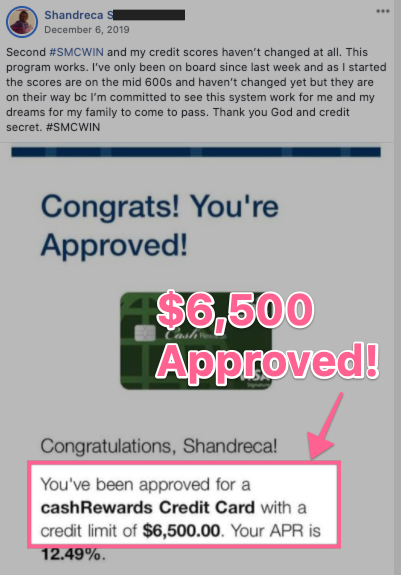 Shandreca S
December 6, 2019
Second #SMCWIN and my credit scores haven't changed at all. This
program works. I've only been on board since last week and as I started
the scores are on the mid 600s and haven't changed yet but they are
on their way bc I'm committed to see this system work for me and my
dreams for my family to come to pass. Thank you God and credit
secret. #SMCWIN
Congrats! You're
Approved!
$6,500
Cash
VISA
Signature
Approved!
Congratulations, Shandreca!
You've been approved for a
cashRewards Credit Card with a
credit limit of $6,500.00. Your APR is
12.49%.